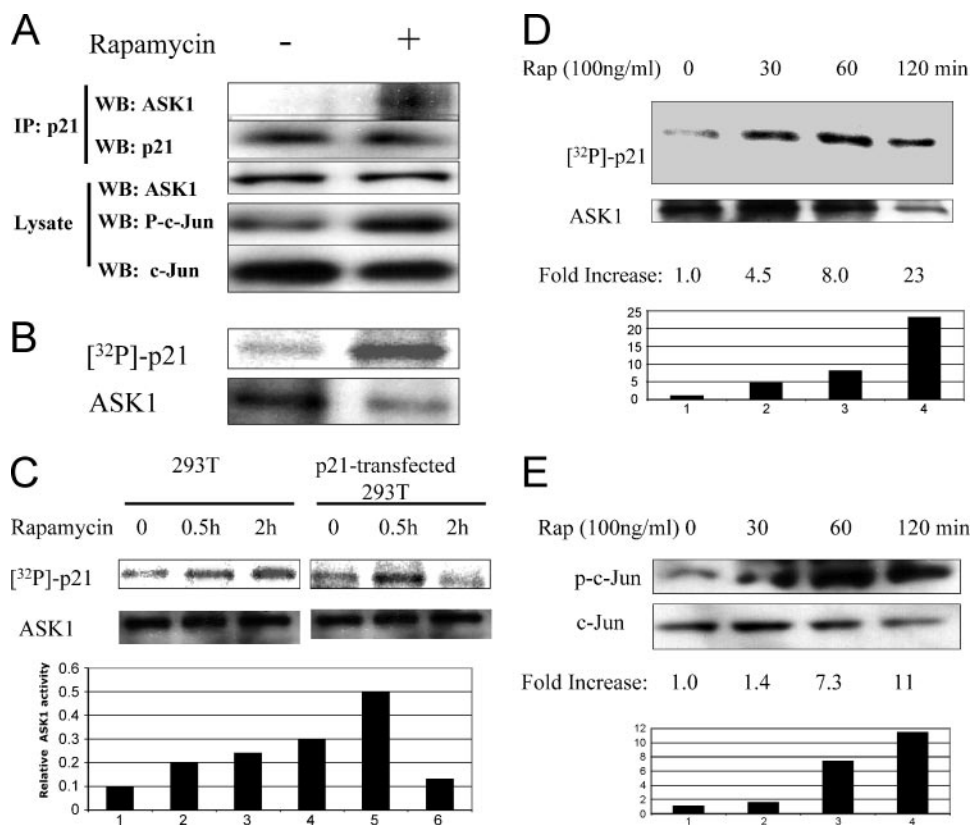 A
Rapamycin - +
IP: p21
WB: ASK1
WB: p21
Lysate
WB: ASK1
WB: P-c-Jun
WB: c-Jun
B
[32P]-p21
ASK1
C
293T p21-transfected 293T
Rapamycin 0 0.5h 2h 0 0.5h 2h
[32P]-p21
ASK1
Relative ASK1 activity
0.6
0.5
0.4
0.3
0.2
0.1
0
1 2 3 4 5 6
D
Rap (100ng/ml) 0 30 60 120 min
[32P]-p21
ASK1
Fold Increase: 1.0 4.5 8.0 23
25
20
15
10
5
0
1 2 3 4
E
Rap (100ng/ml) 0 30 60 120 min
p-c-Jun
c-Jun
Fold Increase: 1.0 1.4 7.3 11
12
10
8
6
4
2
0
1 2 3 4